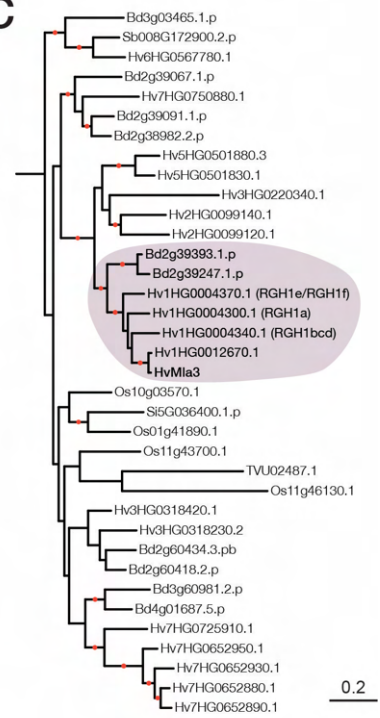 C
Bd3g03465.1.p
Sb008G172900.2.p
Hv6HG0567780.1
Bd2g39067.1.p
Hv7HG0750880.1
Bd2g39091.1.p
Bd2g38982.2.p
Hv5HG0501880.3
Hv5HG0501830.1
Hv3HG0220340.1
Hv2HG0099140.1
Hv2HG0099120.1
Bd2g39393.1.p
Bd2g39247.1.p
Hv1HG0004370.1 (RGH1e/RGH1f)
Hv1HG0004300.1 (RGH1a)
Hv1HG0004340.1 (RGH1bcd)
Hv1HG0012670.1
HvMla3
Os10g03570.1
Si5G036400.1.p
Os01g41890.1
Os11g43700.1
TVU02487.1
Os11g46130.1
Hv3HG0318420.1
Hv3HG0318230.2
Bd2g60434.3.pb
Bd2g60418.2.p
Bd3g60981.2.p
Bd4g01687.5.p
Hv7HG0725910.1
Hv7HG0652950.1
Hv7HG0652930.1
Hv7HG0652880.1
Hv7HG0652890.1
0.2